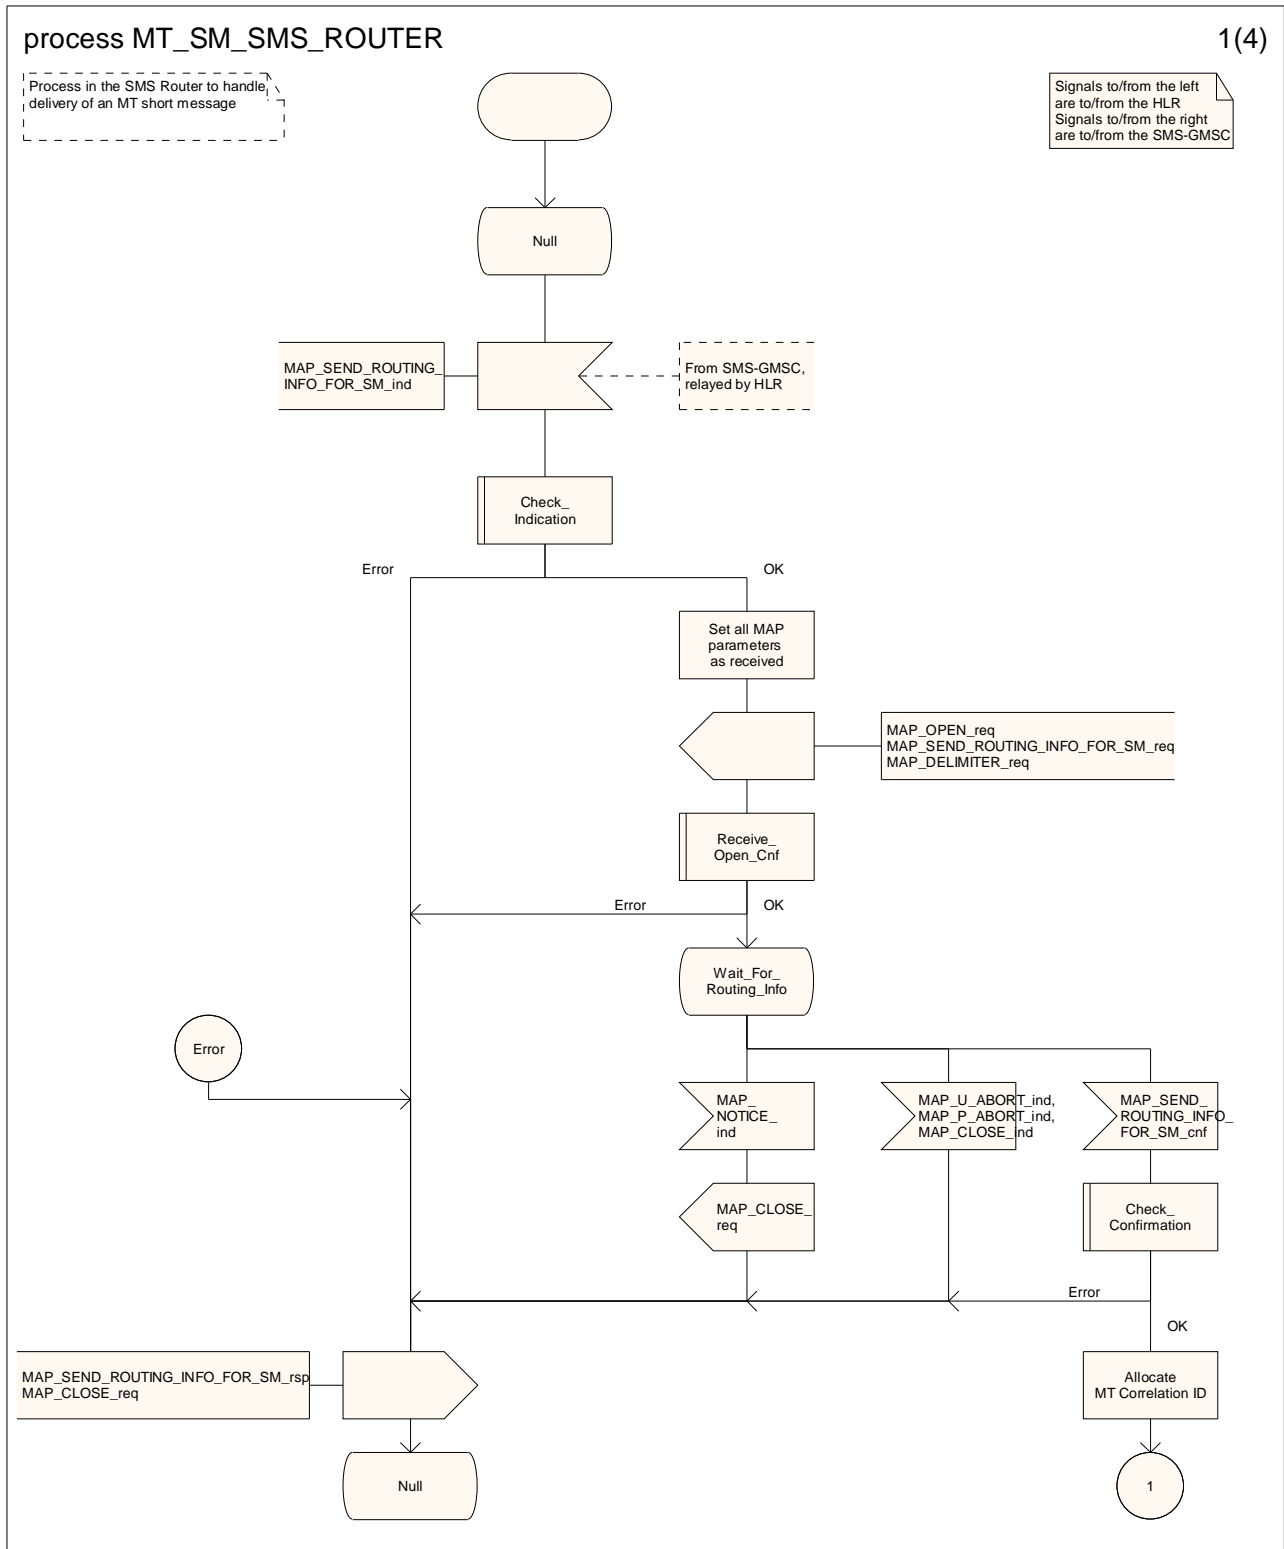 process MT_SM_SMS_ROUTER
1(4)
Process in the SMS Router to handle
delivery of an MT short message
Signals to/from the left
are to/from the HLR
Signals to/from the right
are to/from the SMS-GMSC
Null
MAP_SEND_ROUTING_
INFO_FOR_SM_ind
From SMS-GMSC,
relayed by HLR
Check_
Indication
Error
OK
Set all MAP
parameters
as received
MAP_OPEN_req
MAP_SEND_ROUTING_INFO_FOR_SM_req
MAP_DELIMITER_req
Receive_
Open_Cnf
Error
OK
Wait_For_
Routing_Info
Error
MAP_
NOTICE_
ind
MAP_U_ABORT_ind,
MAP_P_ABORT_ind,
MAP_CLOSE_ind
MAP_SEND_
ROUTING_INFO_
FOR_SM_cnf
MAP_CLOSE_
req
Check_
Confirmation
Error
OK
MAP_SEND_ROUTING_INFO_FOR_SM_rsp
MAP_CLOSE_req
Allocate
MT Correlation ID
Null
1